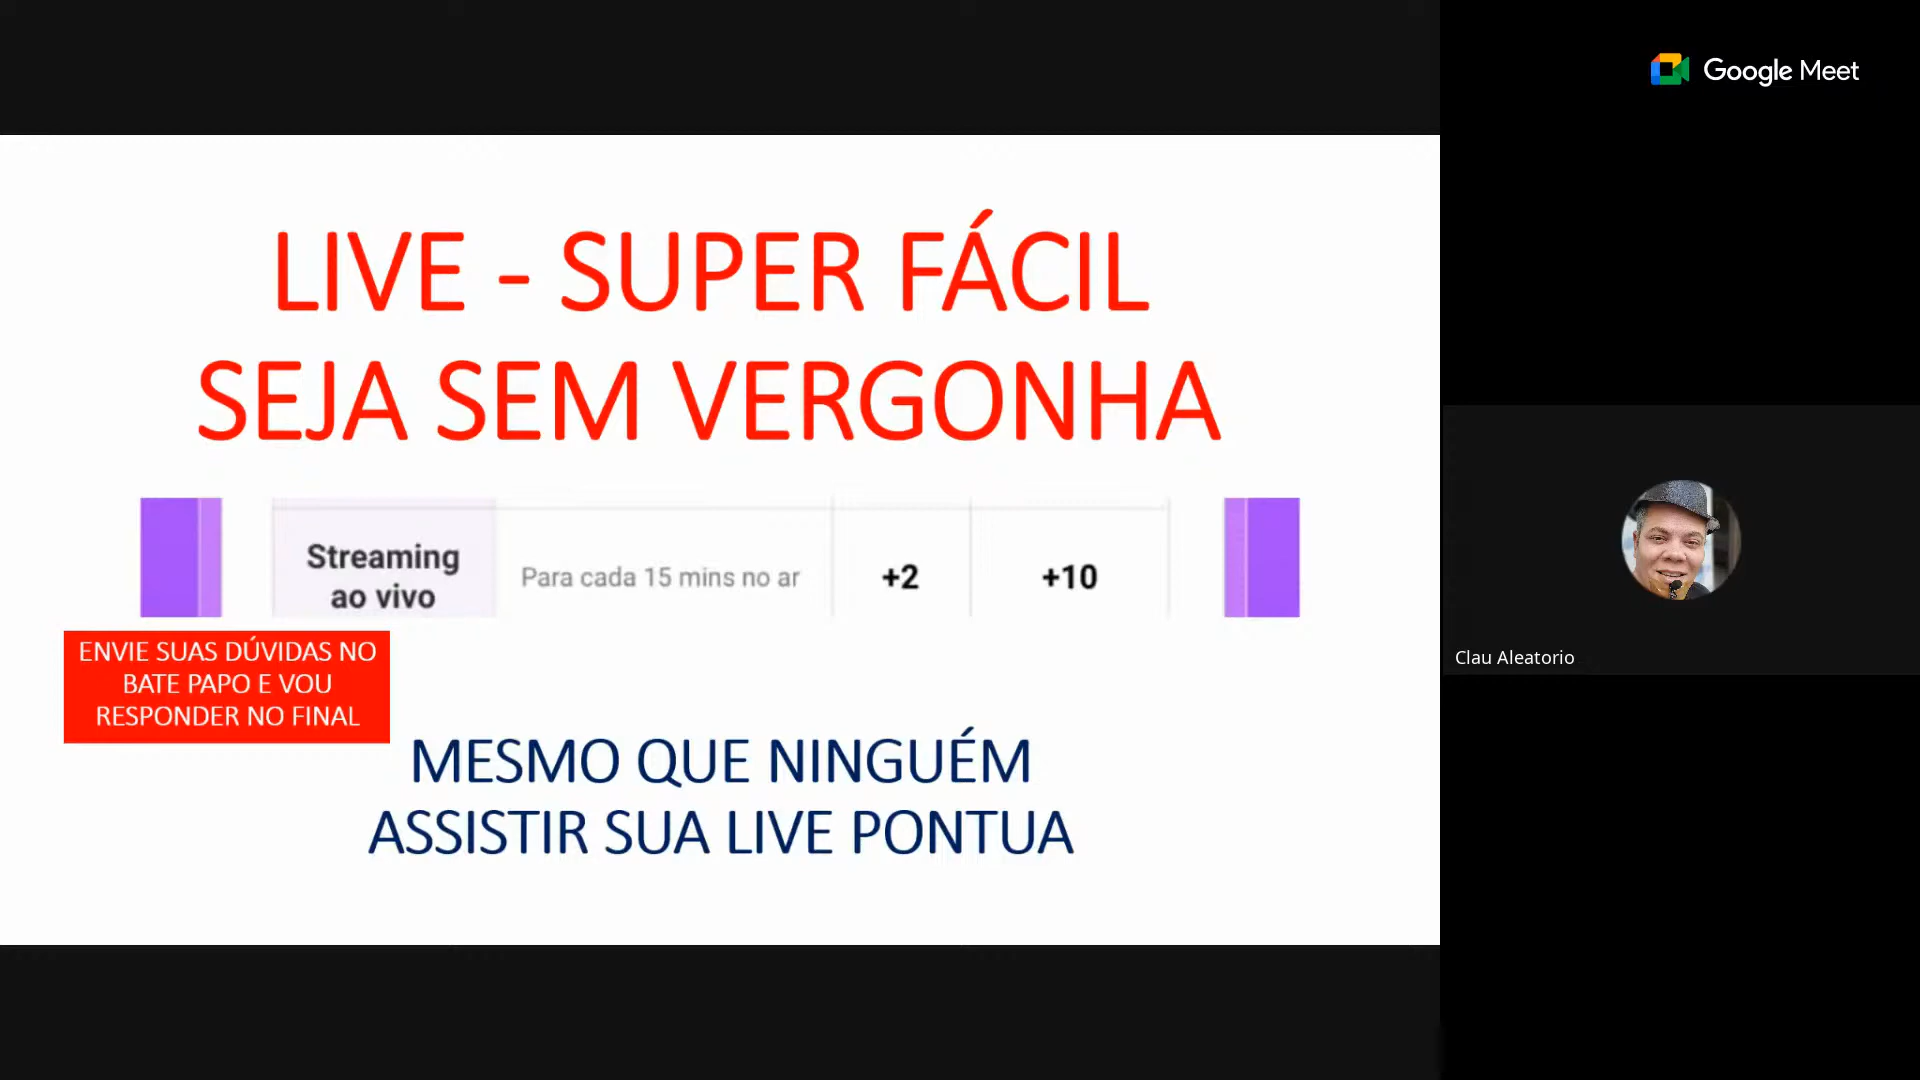 Google Meet
LIVE - SUPER FÁCIL
SEJA SEM VERGONHA
Streaming
ao vivo
Para cada 15 mins no ar
+2
+10
ENVIE SUAS DÚVIDAS NO
BATE PAPO E VOU
RESPONDER NO FINAL
MESMO QUE NINGUÉM
ASSISTIR SUA LIVE PONTUA
Clau Aleatorio